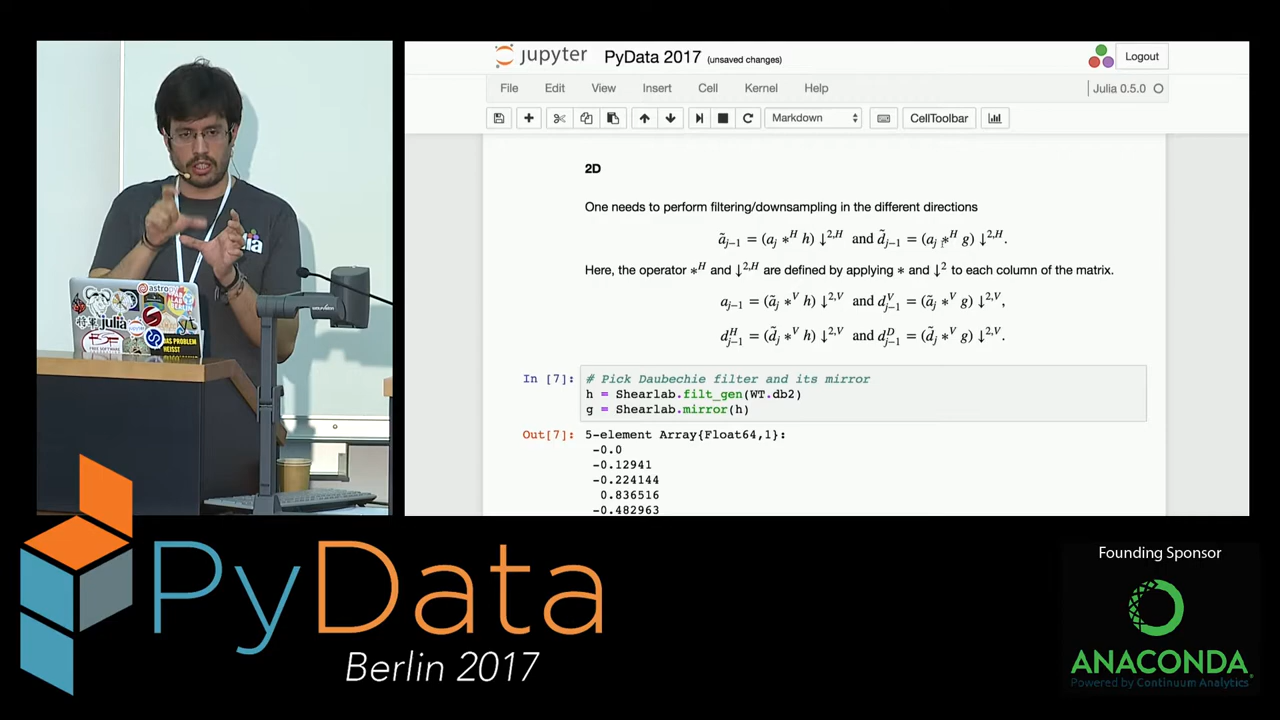 jupyter PyData 2017 (unsaved changes) Logout
File Edit View Insert Cell Kernel Help Julia 0.5.0
Markdown CellToolbar
2D
One needs to perform filtering/downsampling in the different directions
ã_{j−1} = (a_j ∗^H h) ↓^{2,H} and d̃_{j−1} = (a_j ∗^H g) ↓^{2,H}.
Here, the operator ∗^H and ↓^{2,H} are defined by applying ∗ and ↓^2 to each column of the matrix.
a_{j−1} = (ã_j ∗^V h) ↓^{2,V} and d^V_{j−1} = (ã_j ∗^V g) ↓^{2,V},
d^H_{j−1} = (d̃_j ∗^V h) ↓^{2,V} and d^D_{j−1} = (d̃_j ∗^V g) ↓^{2,V}.
In [7]: # Pick Daubechie filter and its mirror
h = Shearlab.filt_gen(WT.db2)
g = Shearlab.mirror(h)
Out[7]: 5-element Array{Float64,1}:
-0.0
-0.12941
-0.224144
0.836516
-0.482963
astropy
julia
DAS PROBLEM
HEISST
PyData
Berlin 2017
Founding Sponsor
ANACONDA
Powered by Continuum Analytics